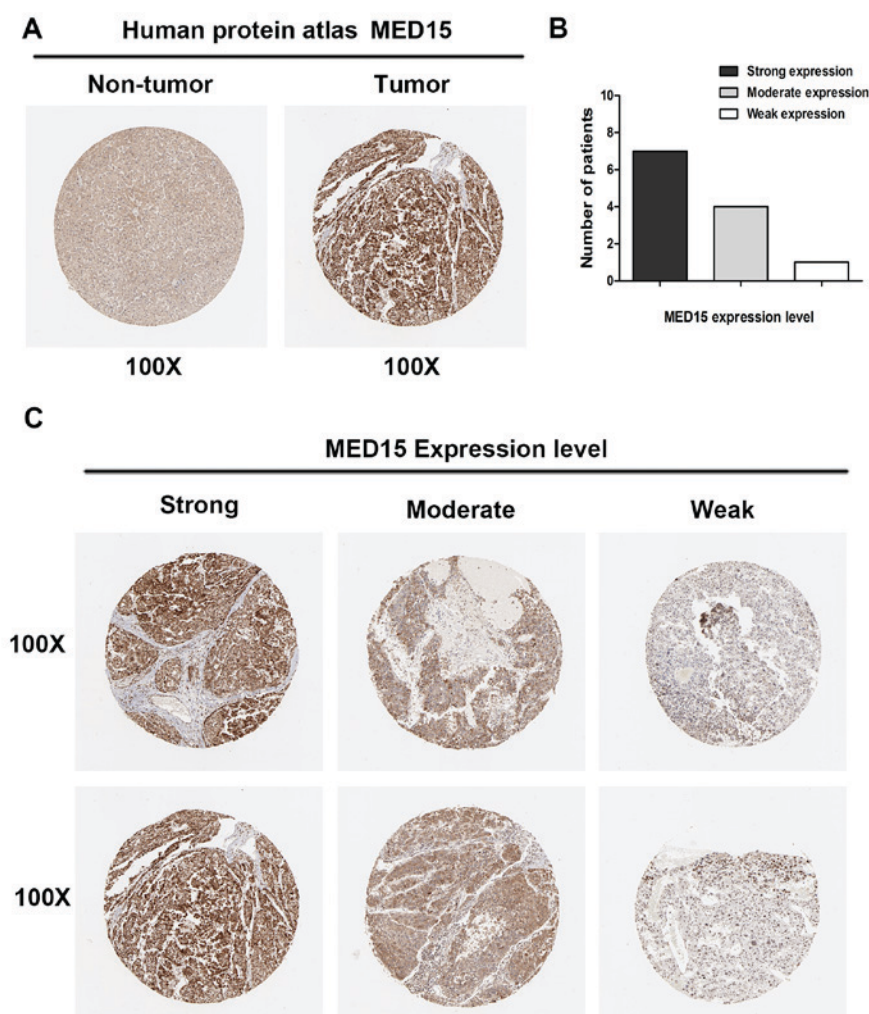 A
Human protein atlas MED15
Non-tumor
Tumor
100X
100X
B
Strong expression
Moderate expression
Weak expression
10
8
6
4
2
0
Number of patients
MED15 expression level
C
MED15 Expression level
Strong
Moderate
Weak
100X
100X